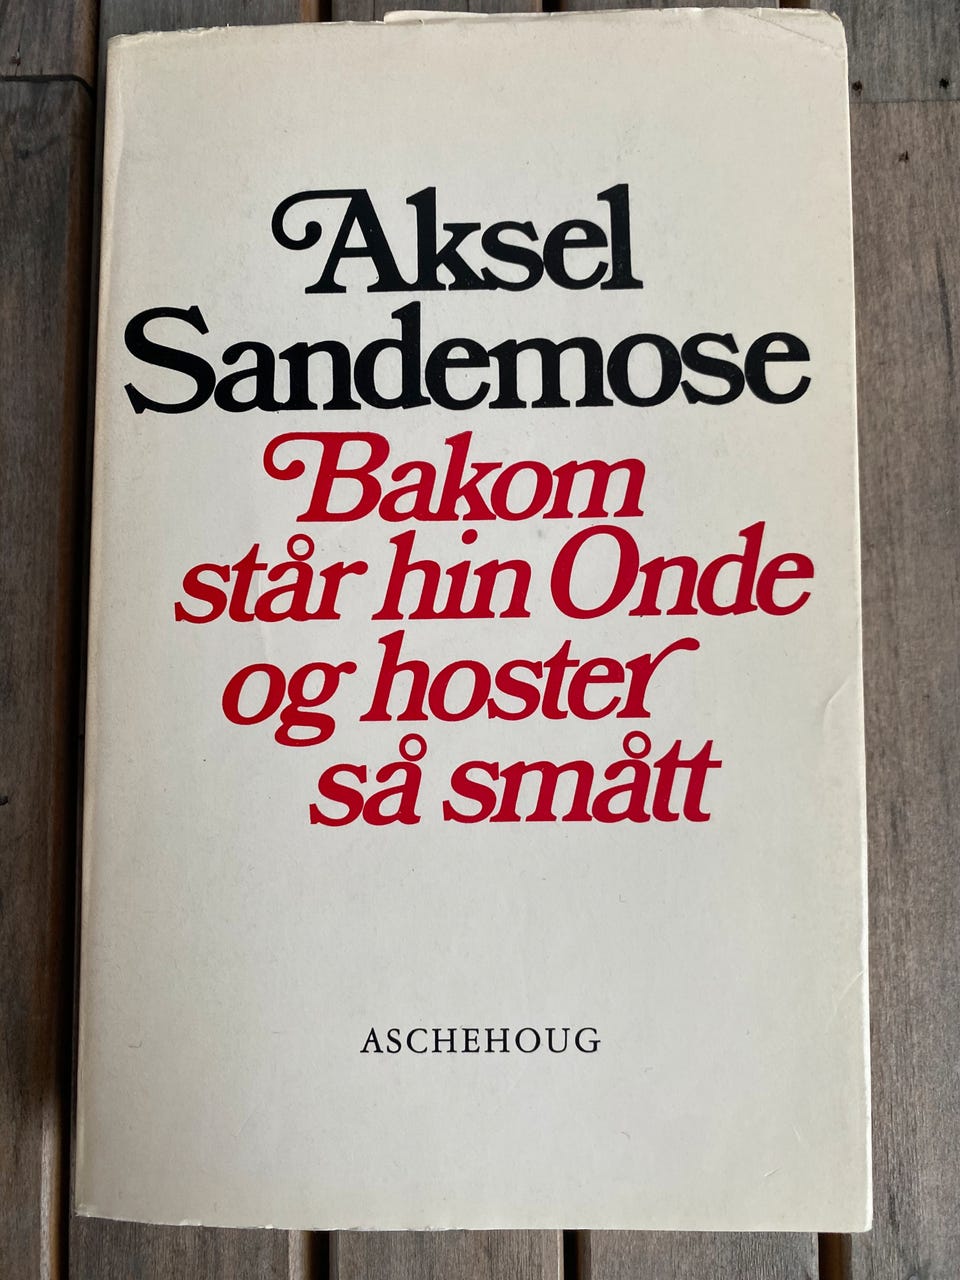 Aksel
Sandemose
Bakom
står hin Onde
og hoster
så smått
ASCHEHOUG